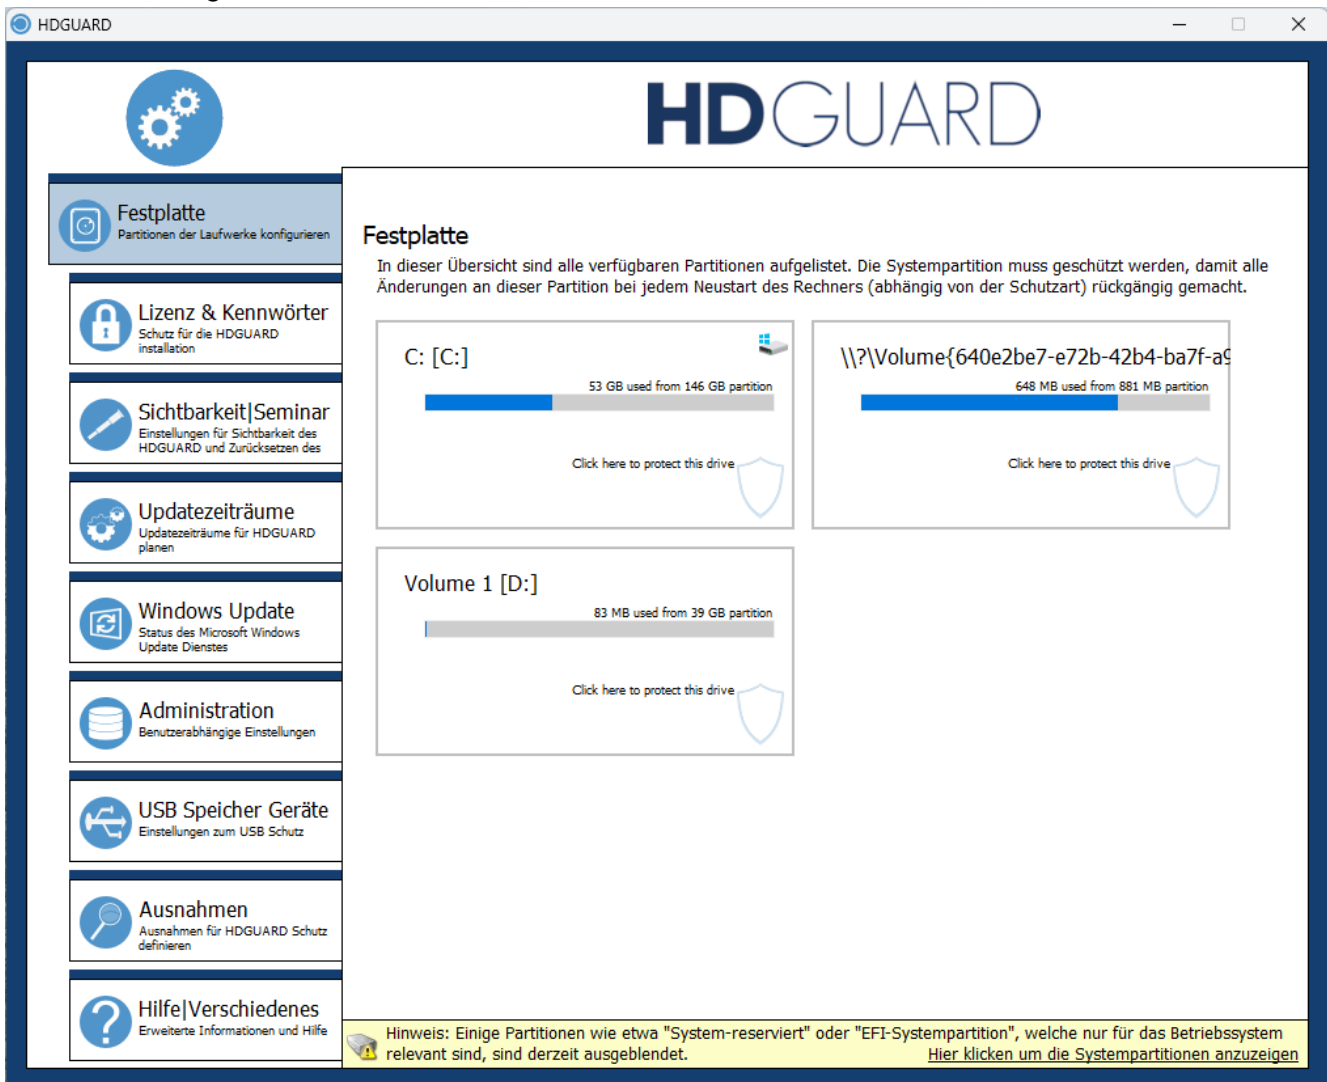 HDGUARD
HDGUARD
Festplatte
Partitionen der Laufwerke konfigurieren
Lizenz & Kennwörter
Schutz für die HDGUARD
installation
Sichtbarkeit|Seminar
Einstellungen für Sichtbarkeit des
HDGUARD und Zurücksetzen des
Updatezeiträume
Updatezeiträume für HDGUARD
planen
Windows Update
Status des Microsoft Windows
Update Dienstes
Administration
Benutzerabhängige Einstellungen
USB Speicher Geräte
Einstellungen zum USB Schutz
Ausnahmen
Ausnahmen für HDGUARD Schutz
definieren
Hilfe|Verschiedenes
Erweiterte Informationen und Hilfe
Festplatte
In dieser Übersicht sind alle verfügbaren Partitionen aufgelistet. Die Systempartition muss geschützt werden, damit alle
Änderungen an dieser Partition bei jedem Neustart des Rechners (abhängig von der Schutzart) rückgängig gemacht.
C: [C:]
53 GB used from 146 GB partition
Click here to protect this drive
\\?\Volume{640e2be7-e72b-42b4-ba7f-a9
648 MB used from 881 MB partition
Click here to protect this drive
Volume 1 [D:]
83 MB used from 39 GB partition
Click here to protect this drive
Hinweis: Einige Partitionen wie etwa "System-reserviert" oder "EFI-Systempartition", welche nur für das Betriebssystem
relevant sind, sind derzeit ausgeblendet.
Hier klicken um die Systempartitionen anzuzeigen